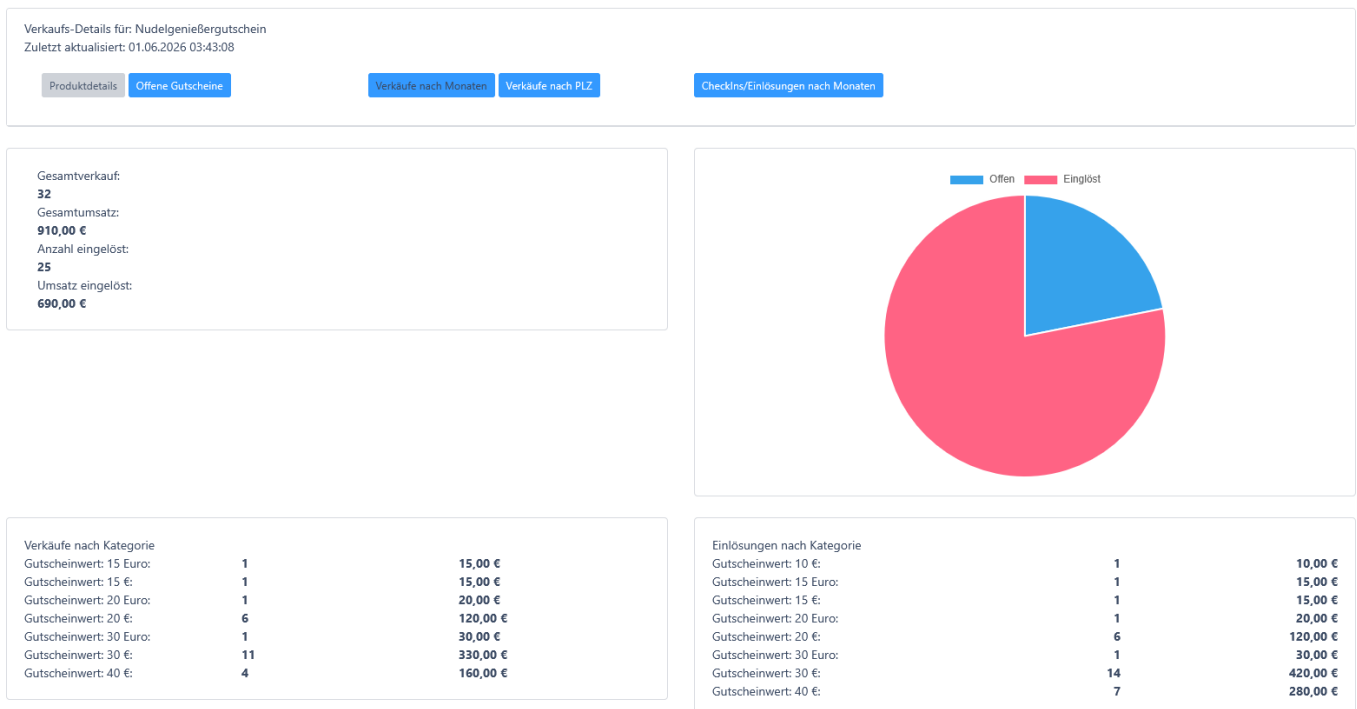 Verkaufs-Details für: Nudelgenießergutschein
Zuletzt aktualisiert: 01.06.2026 03:43:08
Produktdetails Offene Gutscheine Verkäufe nach Monaten Verkäufe nach PLZ CheckIns/Einlösungen nach Monaten
Gesamtverkauf:
32
Gesamtumsatz:
910,00 €
Anzahl eingelöst:
25
Umsatz eingelöst:
690,00 €
Offen Einglöst
Verkäufe nach Kategorie
Gutscheinwert: 15 Euro: 1 15,00 €
Gutscheinwert: 15 €: 1 15,00 €
Gutscheinwert: 20 Euro: 1 20,00 €
Gutscheinwert: 20 €: 6 120,00 €
Gutscheinwert: 30 Euro: 1 30,00 €
Gutscheinwert: 30 €: 11 330,00 €
Gutscheinwert: 40 €: 4 160,00 €
Einlösungen nach Kategorie
Gutscheinwert: 10 €: 1 10,00 €
Gutscheinwert: 15 Euro: 1 15,00 €
Gutscheinwert: 15 €: 1 15,00 €
Gutscheinwert: 20 Euro: 1 20,00 €
Gutscheinwert: 20 €: 6 120,00 €
Gutscheinwert: 30 Euro: 1 30,00 €
Gutscheinwert: 30 €: 14 420,00 €
Gutscheinwert: 40 €: 7 280,00 €